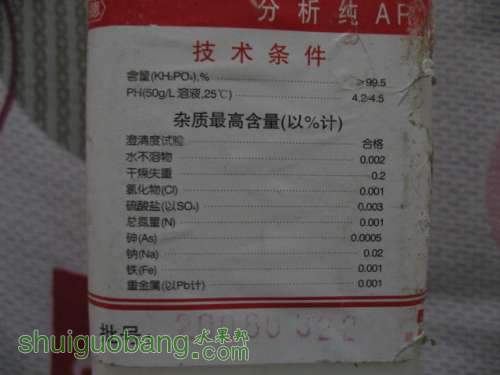 分析纯 AR
技术条件
含量(KH₂PO₄),% ≥99.5
PH(50g/L 溶液,25℃) 4.2-4.5
杂质最高含量(以%计)
澄清度试验 合格
水不溶物 0.002
干燥失重 0.2
氯化物(Cl) 0.001
硫酸盐(以SO₄) 0.003
总氮量(N) 0.001
砷(As) 0.0005
钠(Na) 0.02
铁(Fe) 0.001
重金属(以Pb计) 0.001
批号
shuiguobang.com 水果邦